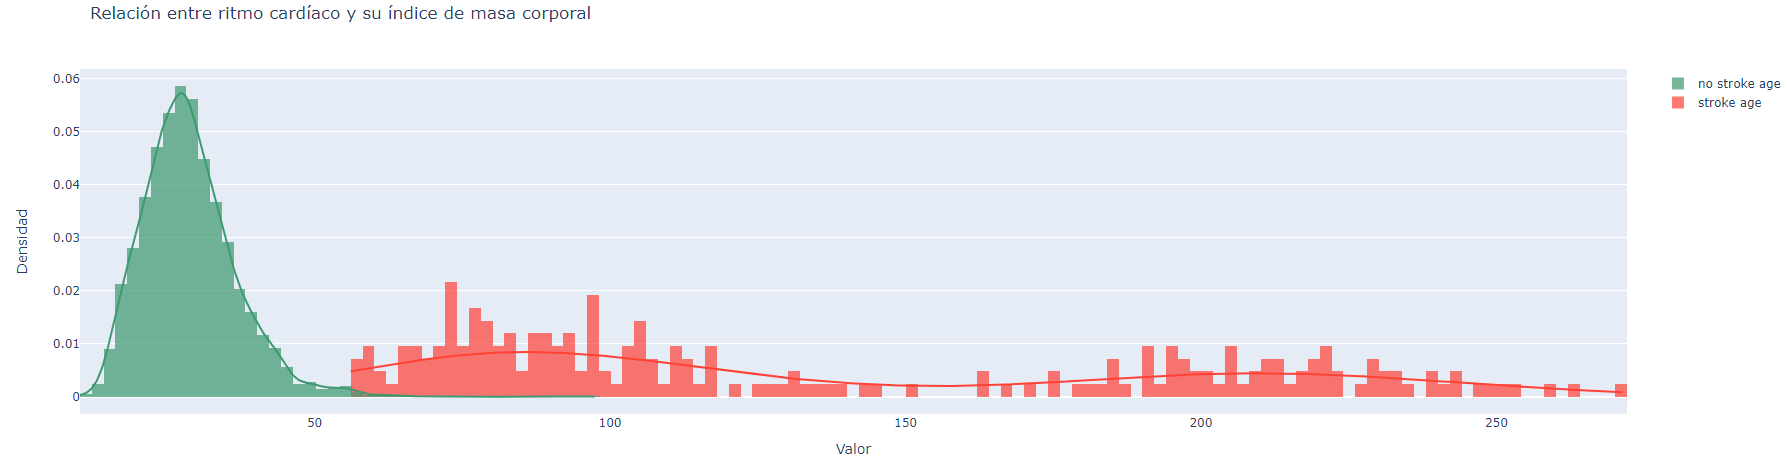 Relación entre ritmo cardíaco y su índice de masa corporal
0.06
0.05
0.04
0.03
0.02
0.01
0
Densidad
50
100
150
200
250
Valor
no stroke age
stroke age